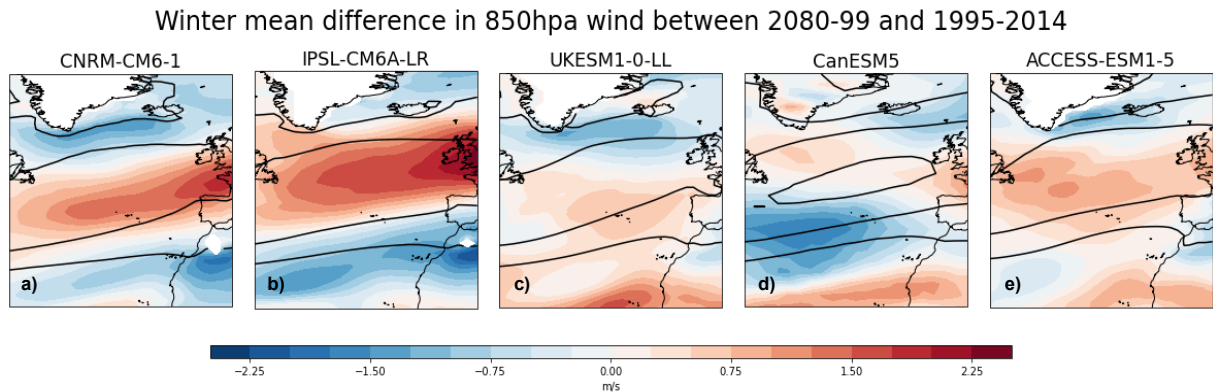 Winter mean difference in 850hpa wind between 2080-99 and 1995-2014
CNRM-CM6-1 IPSL-CM6A-LR UKESM1-0-LL CanESM5 ACCESS-ESM1-5
a) b) c) d) e)
−2.25 −1.50 −0.75 0.00 0.75 1.50 2.25
m/s